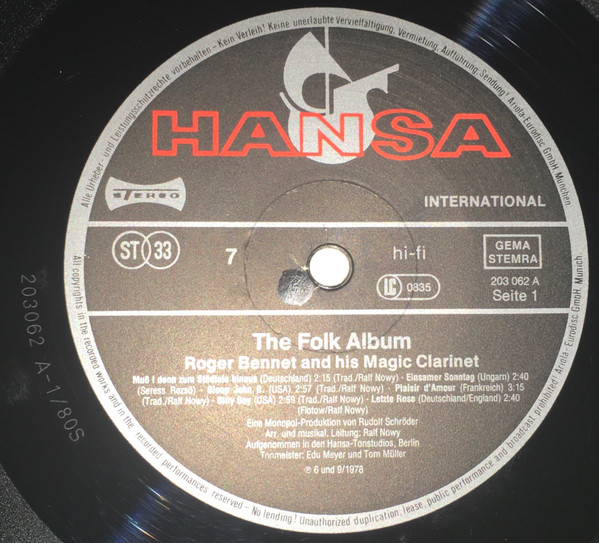 Alle Urheber- und Leistungsschutzrechte vorbehalten – Kein Verleih! Keine unerlaubte Vervielfältigung, Vermietung, Aufführung, Sendung! Ariola-Eurodisc GmbH, München
HANSA
STEREO
INTERNATIONAL
ST 33
7
hi-fi
GEMA
STEMRA
LC 0835
203 062 A
Seite 1
The Folk Album
Roger Bennet and his Magic Clarinet
Muß i denn zum Städtele hinaus (Deutschland) 2:15 (Trad./Ralf Nowy) · Einsamer Sonntag (Ungarn) 2:40
(Seress Rezsö) · Sloop John B. (USA) 2:57 (Trad./Ralf Nowy) · Plaisir d'Amour (Frankreich) 3:15
(Trad./Ralf Nowy) · Billy Boy (USA) 2:59 (Trad./Ralf Nowy) · Letzte Rose (Deutschland/England) 2:40
(Flotow/Ralf Nowy)
Eine Monopol-Produktion von Rudolf Schröder
Arr. und musikal. Leitung: Ralf Nowy
Aufgenommen in den Hansa-Tonstudios, Berlin
Tonmeister: Edu Meyer und Tom Müller
℗ 6 und 9/1978
All copyrights in the recorded works and in the recorded performances reserved – No lending! Unauthorized duplication, lease, public performance and broadcast prohibited! Ariola-Eurodisc GmbH, Munich
203062 A-1/80S